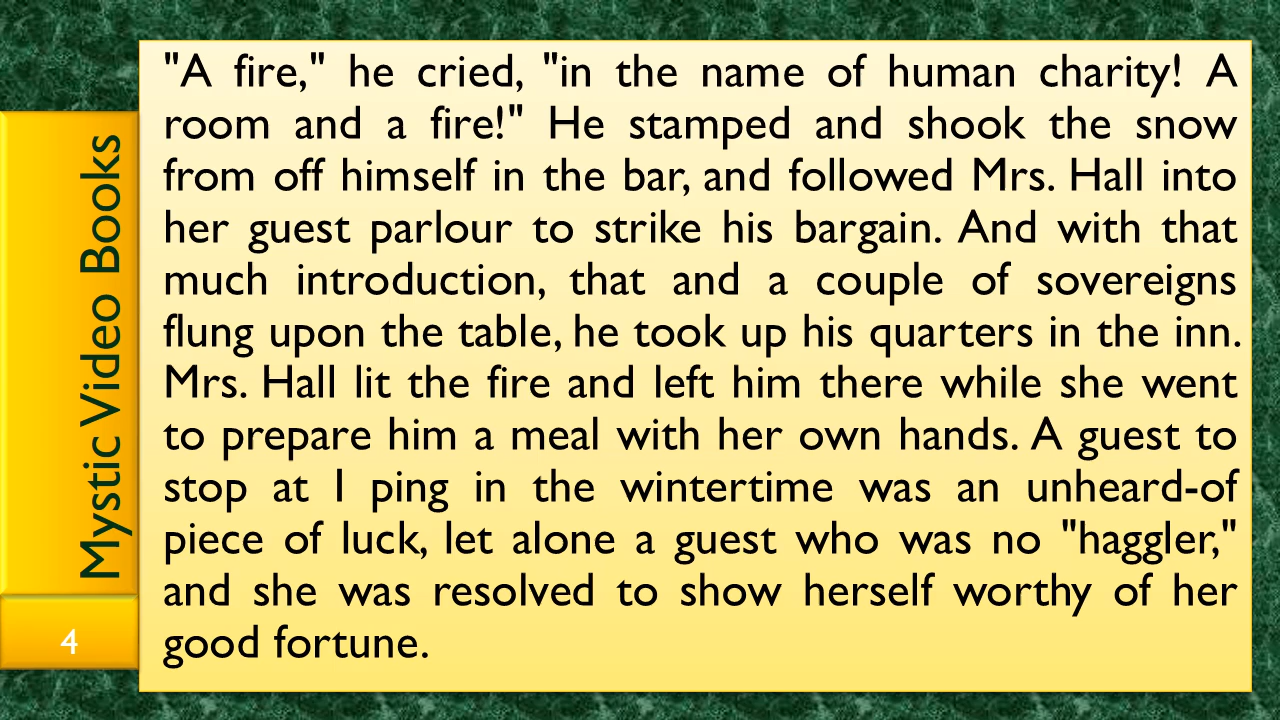 Mystic Video Books
4
"A fire," he cried, "in the name of human charity! A
room and a fire!" He stamped and shook the snow
from off himself in the bar, and followed Mrs. Hall into
her guest parlour to strike his bargain. And with that
much introduction, that and a couple of sovereigns
flung upon the table, he took up his quarters in the inn.
Mrs. Hall lit the fire and left him there while she went
to prepare him a meal with her own hands. A guest to
stop at I ping in the wintertime was an unheard-of
piece of luck, let alone a guest who was no "haggler,"
and she was resolved to show herself worthy of her
good fortune.